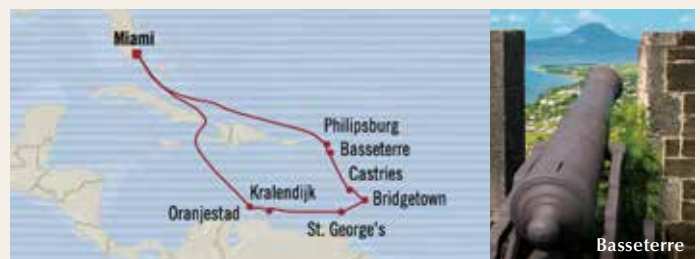 Miami
Philipsburg
Basseterre
Castries
Bridgetown
Kralendijk
Oranjestad
St. George's
Basseterre